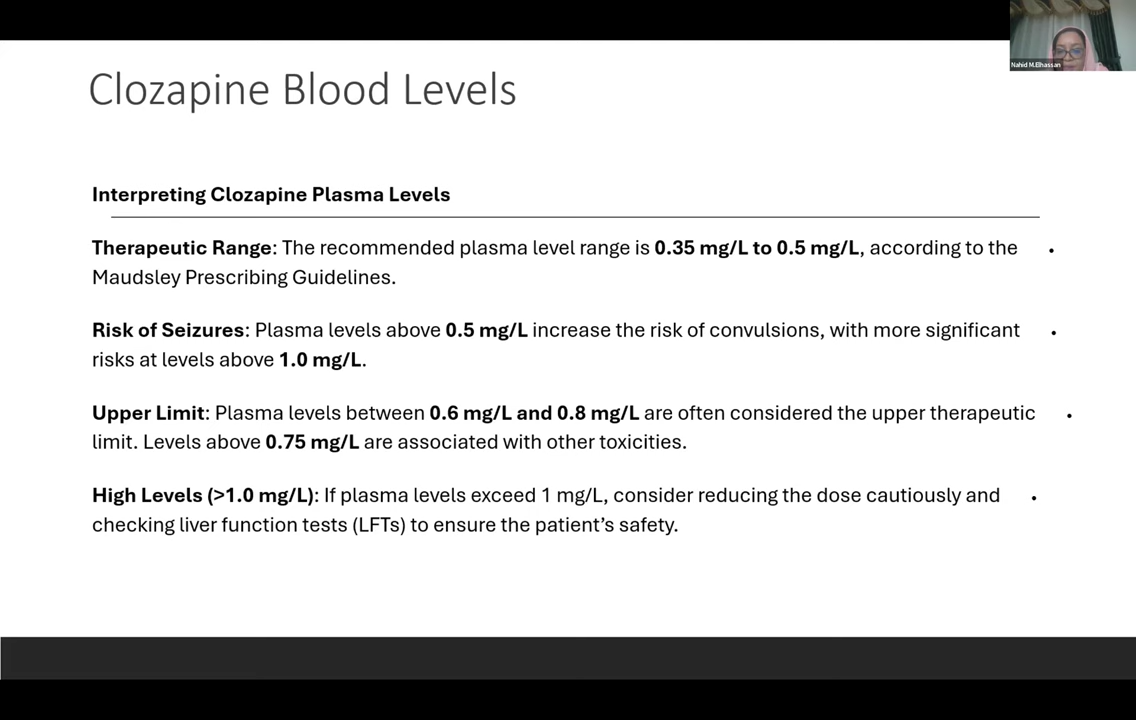 Nahid M.Elhassan
Clozapine Blood Levels
Interpreting Clozapine Plasma Levels
Therapeutic Range: The recommended plasma level range is 0.35 mg/L to 0.5 mg/L, according to the •
Maudsley Prescribing Guidelines.
Risk of Seizures: Plasma levels above 0.5 mg/L increase the risk of convulsions, with more significant •
risks at levels above 1.0 mg/L.
Upper Limit: Plasma levels between 0.6 mg/L and 0.8 mg/L are often considered the upper therapeutic •
limit. Levels above 0.75 mg/L are associated with other toxicities.
High Levels (>1.0 mg/L): If plasma levels exceed 1 mg/L, consider reducing the dose cautiously and •
checking liver function tests (LFTs) to ensure the patient’s safety.